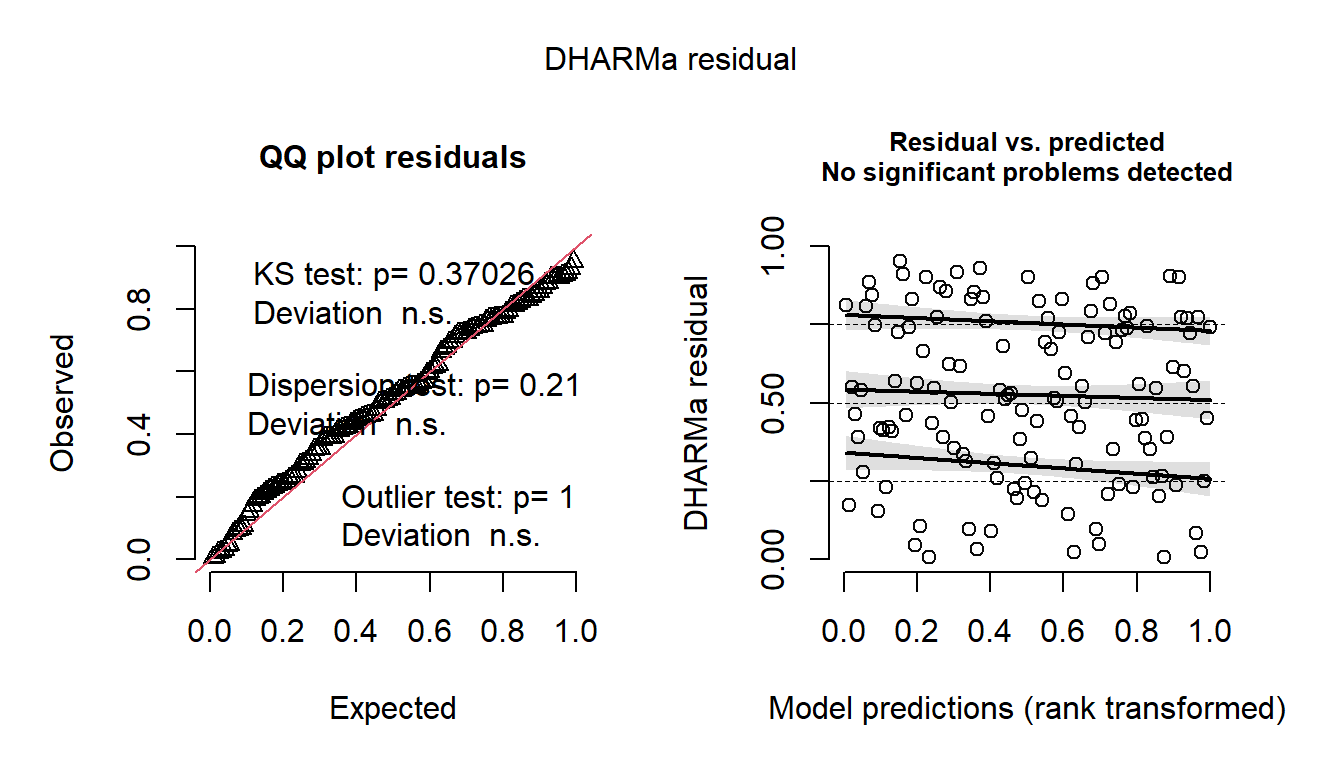 DHARMa residual
QQ plot residuals
KS test: p= 0.37026
Deviation  n.s.
Dispersion test: p= 0.21
Deviation  n.s.
Outlier test: p= 1
Deviation  n.s.
Observed
0.0
0.4
0.8
0.0 0.2 0.4 0.6 0.8 1.0
Expected
Residual vs. predicted
No significant problems detected
DHARMa residual
0.00
0.50
1.00
0.0 0.2 0.4 0.6 0.8 1.0
Model predictions (rank transformed)